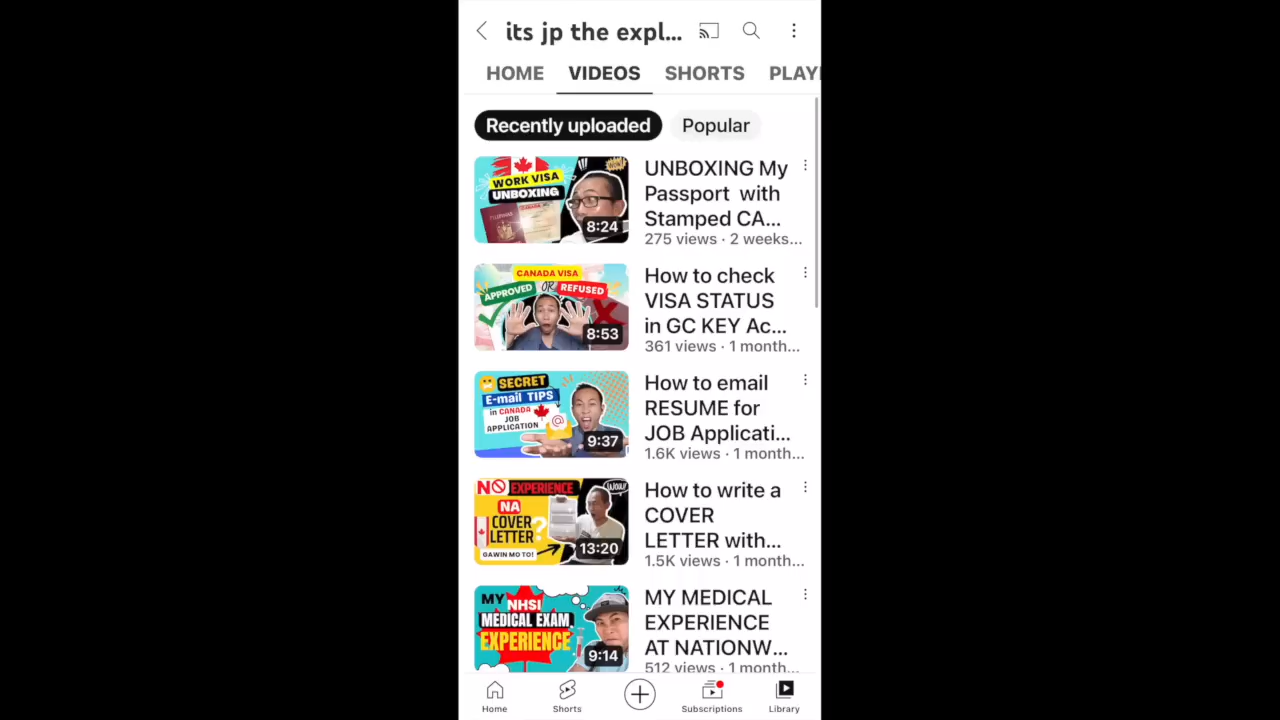 its jp the expl...
HOME VIDEOS SHORTS PLAY
Recently uploaded Popular
WORK VISA
UNBOXING
8:24
UNBOXING My
Passport with
Stamped CA...
275 views · 2 weeks...
CANADA VISA
APPROVED OR REFUSED
8:53
How to check
VISA STATUS
in GC KEY Ac...
361 views · 1 month...
SECRET
E-mail TIPS
in CANADA
JOB
APPLICATION
9:37
How to email
RESUME for
JOB Applicati...
1.6K views · 1 month...
NO EXPERIENCE
NA
COVER
LETTER ?
GAWIN MO TO!
13:20
How to write a
COVER
LETTER with...
1.5K views · 1 month...
MY NHSI
MEDICAL EXAM
EXPERIENCE
9:14
MY MEDICAL
EXPERIENCE
AT NATIONW...
512 views · 1 month...
Home Shorts Subscriptions Library